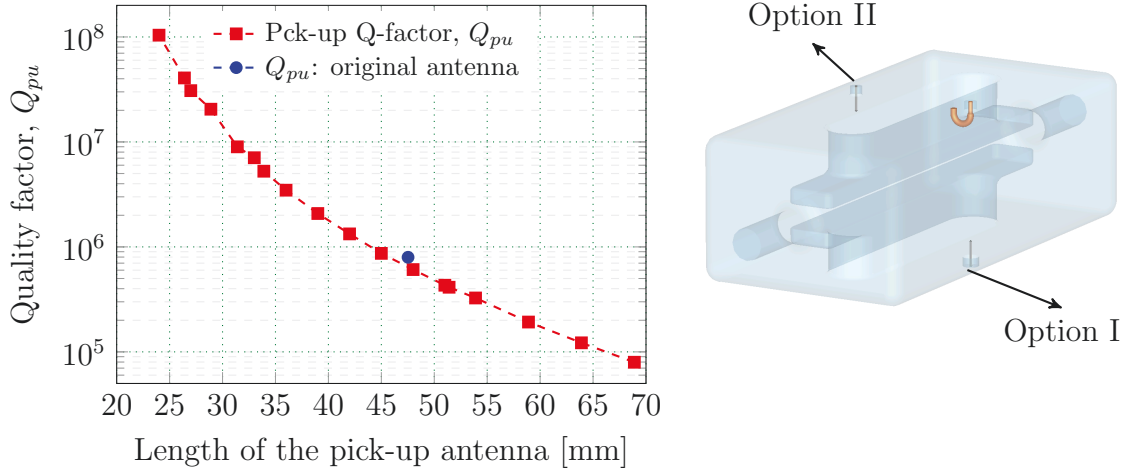 Option II
10^8
Pck-up Q-factor, Q_pu
Q_pu: original antenna
10^7
10^6
10^5
Quality factor, Q_pu
20 25 30 35 40 45 50 55 60 65 70
Length of the pick-up antenna [mm]
Option I